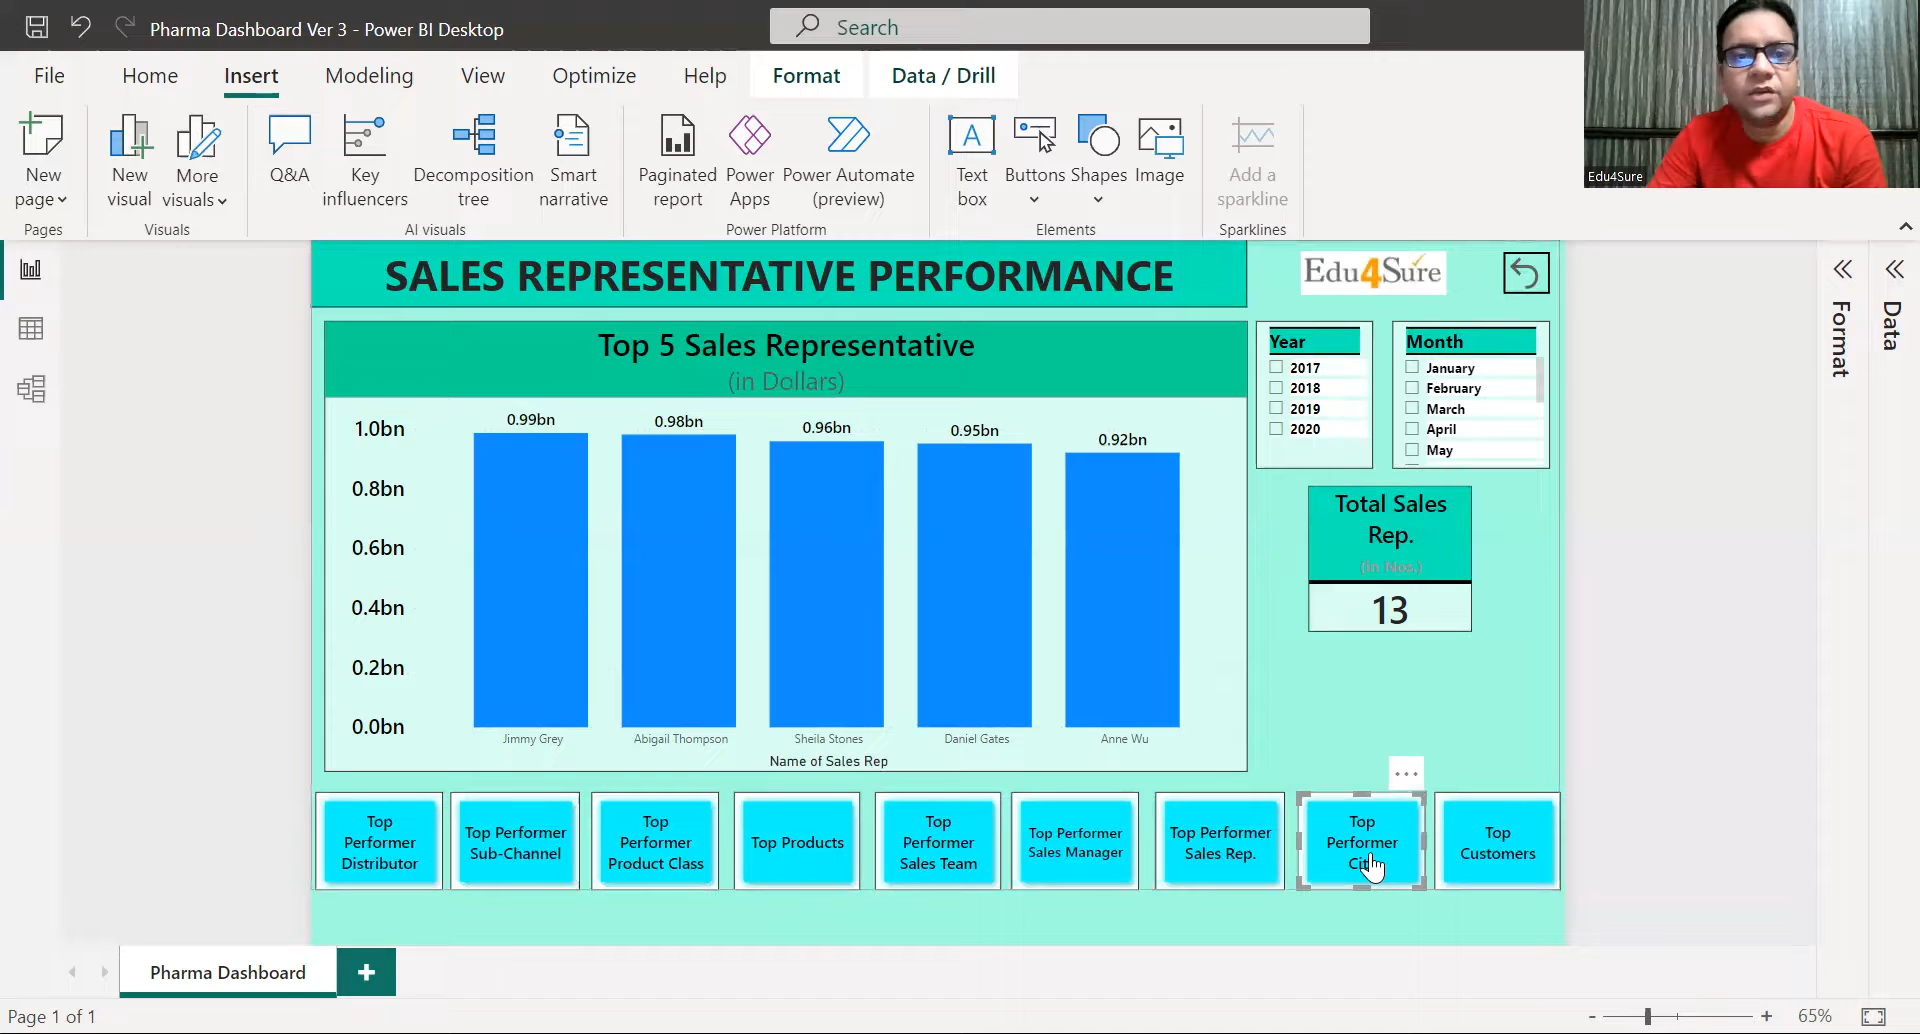 Pharma Dashboard Ver 3 - Power BI Desktop
Search
File Home Insert Modeling View Optimize Help Format Data / Drill
New page
New visual
More visuals
Q&A
Key influencers
Decomposition tree
Smart narrative
Paginated report
Power Apps
Power Automate (preview)
Text box
Buttons
Shapes
Image
Add a sparkline
Pages
Visuals
AI visuals
Power Platform
Elements
Sparklines
Edu4Sure
SALES REPRESENTATIVE PERFORMANCE
Edu4Sure
Top 5 Sales Representative
(in Dollars)
1.0bn
0.8bn
0.6bn
0.4bn
0.2bn
0.0bn
0.99bn
0.98bn
0.96bn
0.95bn
0.92bn
Jimmy Grey
Abigail Thompson
Sheila Stones
Daniel Gates
Anne Wu
Name of Sales Rep
Year
2017
2018
2019
2020
Month
January
February
March
April
May
Total Sales
Rep.
(in Nos.)
13
Format
Data
Top
Performer
Distributor
Top Performer
Sub-Channel
Top
Performer
Product Class
Top Products
Top
Performer
Sales Team
Top Performer
Sales Manager
Top Performer
Sales Rep.
Top
Performer
Top
Customers
Pharma Dashboard
Page 1 of 1
65%